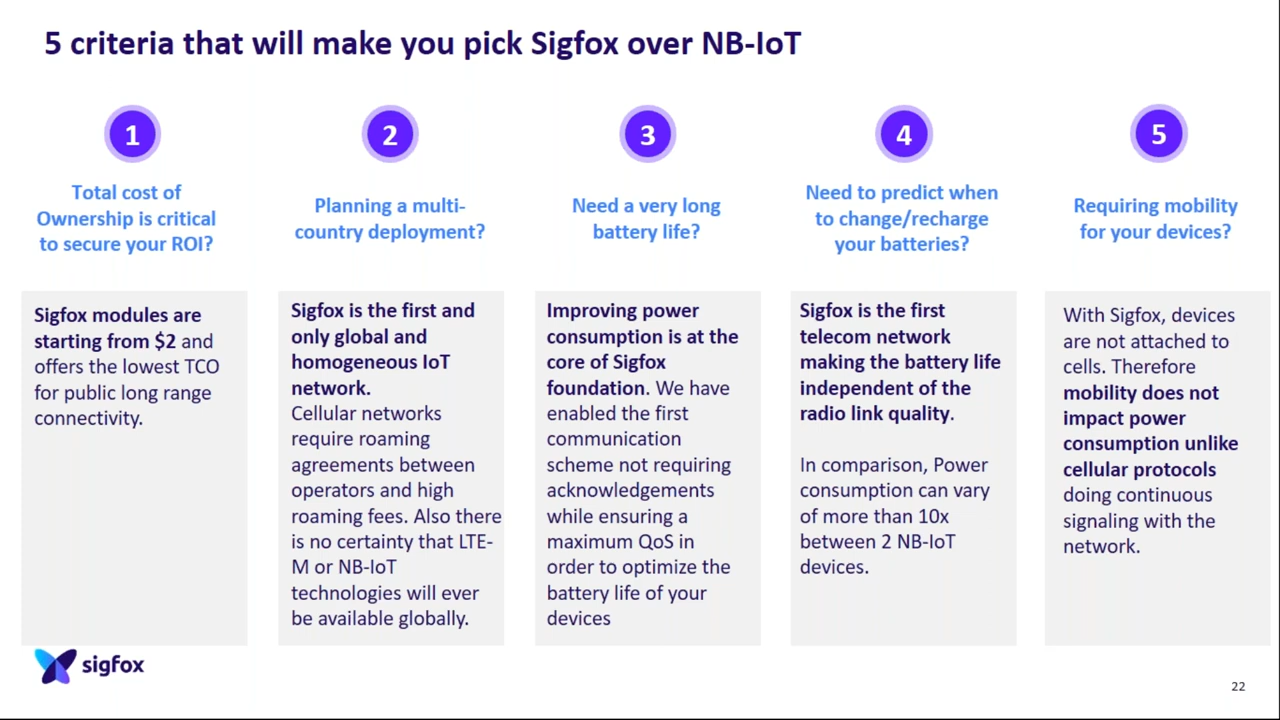 5 criteria that will make you pick Sigfox over NB-IoT
1
Total cost of
Ownership is critical
to secure your ROI?
Sigfox modules are
starting from $2 and
offers the lowest TCO
for public long range
connectivity.
2
Planning a multi-
country deployment?
Sigfox is the first and
only global and
homogeneous IoT
network.
Cellular networks
require roaming
agreements between
operators and high
roaming fees. Also there
is no certainty that LTE-
M or NB-IoT
technologies will ever
be available globally.
3
Need a very long
battery life?
Improving power
consumption is at the
core of Sigfox
foundation. We have
enabled the first
communication
scheme not requiring
acknowledgements
while ensuring a
maximum QoS in
order to optimize the
battery life of your
devices
4
Need to predict when
to change/recharge
your batteries?
Sigfox is the first
telecom network
making the battery life
independent of the
radio link quality.
In comparison, Power
consumption can vary
of more than 10x
between 2 NB-IoT
devices.
5
Requiring mobility
for your devices?
With Sigfox, devices
are not attached to
cells. Therefore
mobility does not
impact power
consumption unlike
cellular protocols
doing continuous
signaling with the
network.
sigfox
22